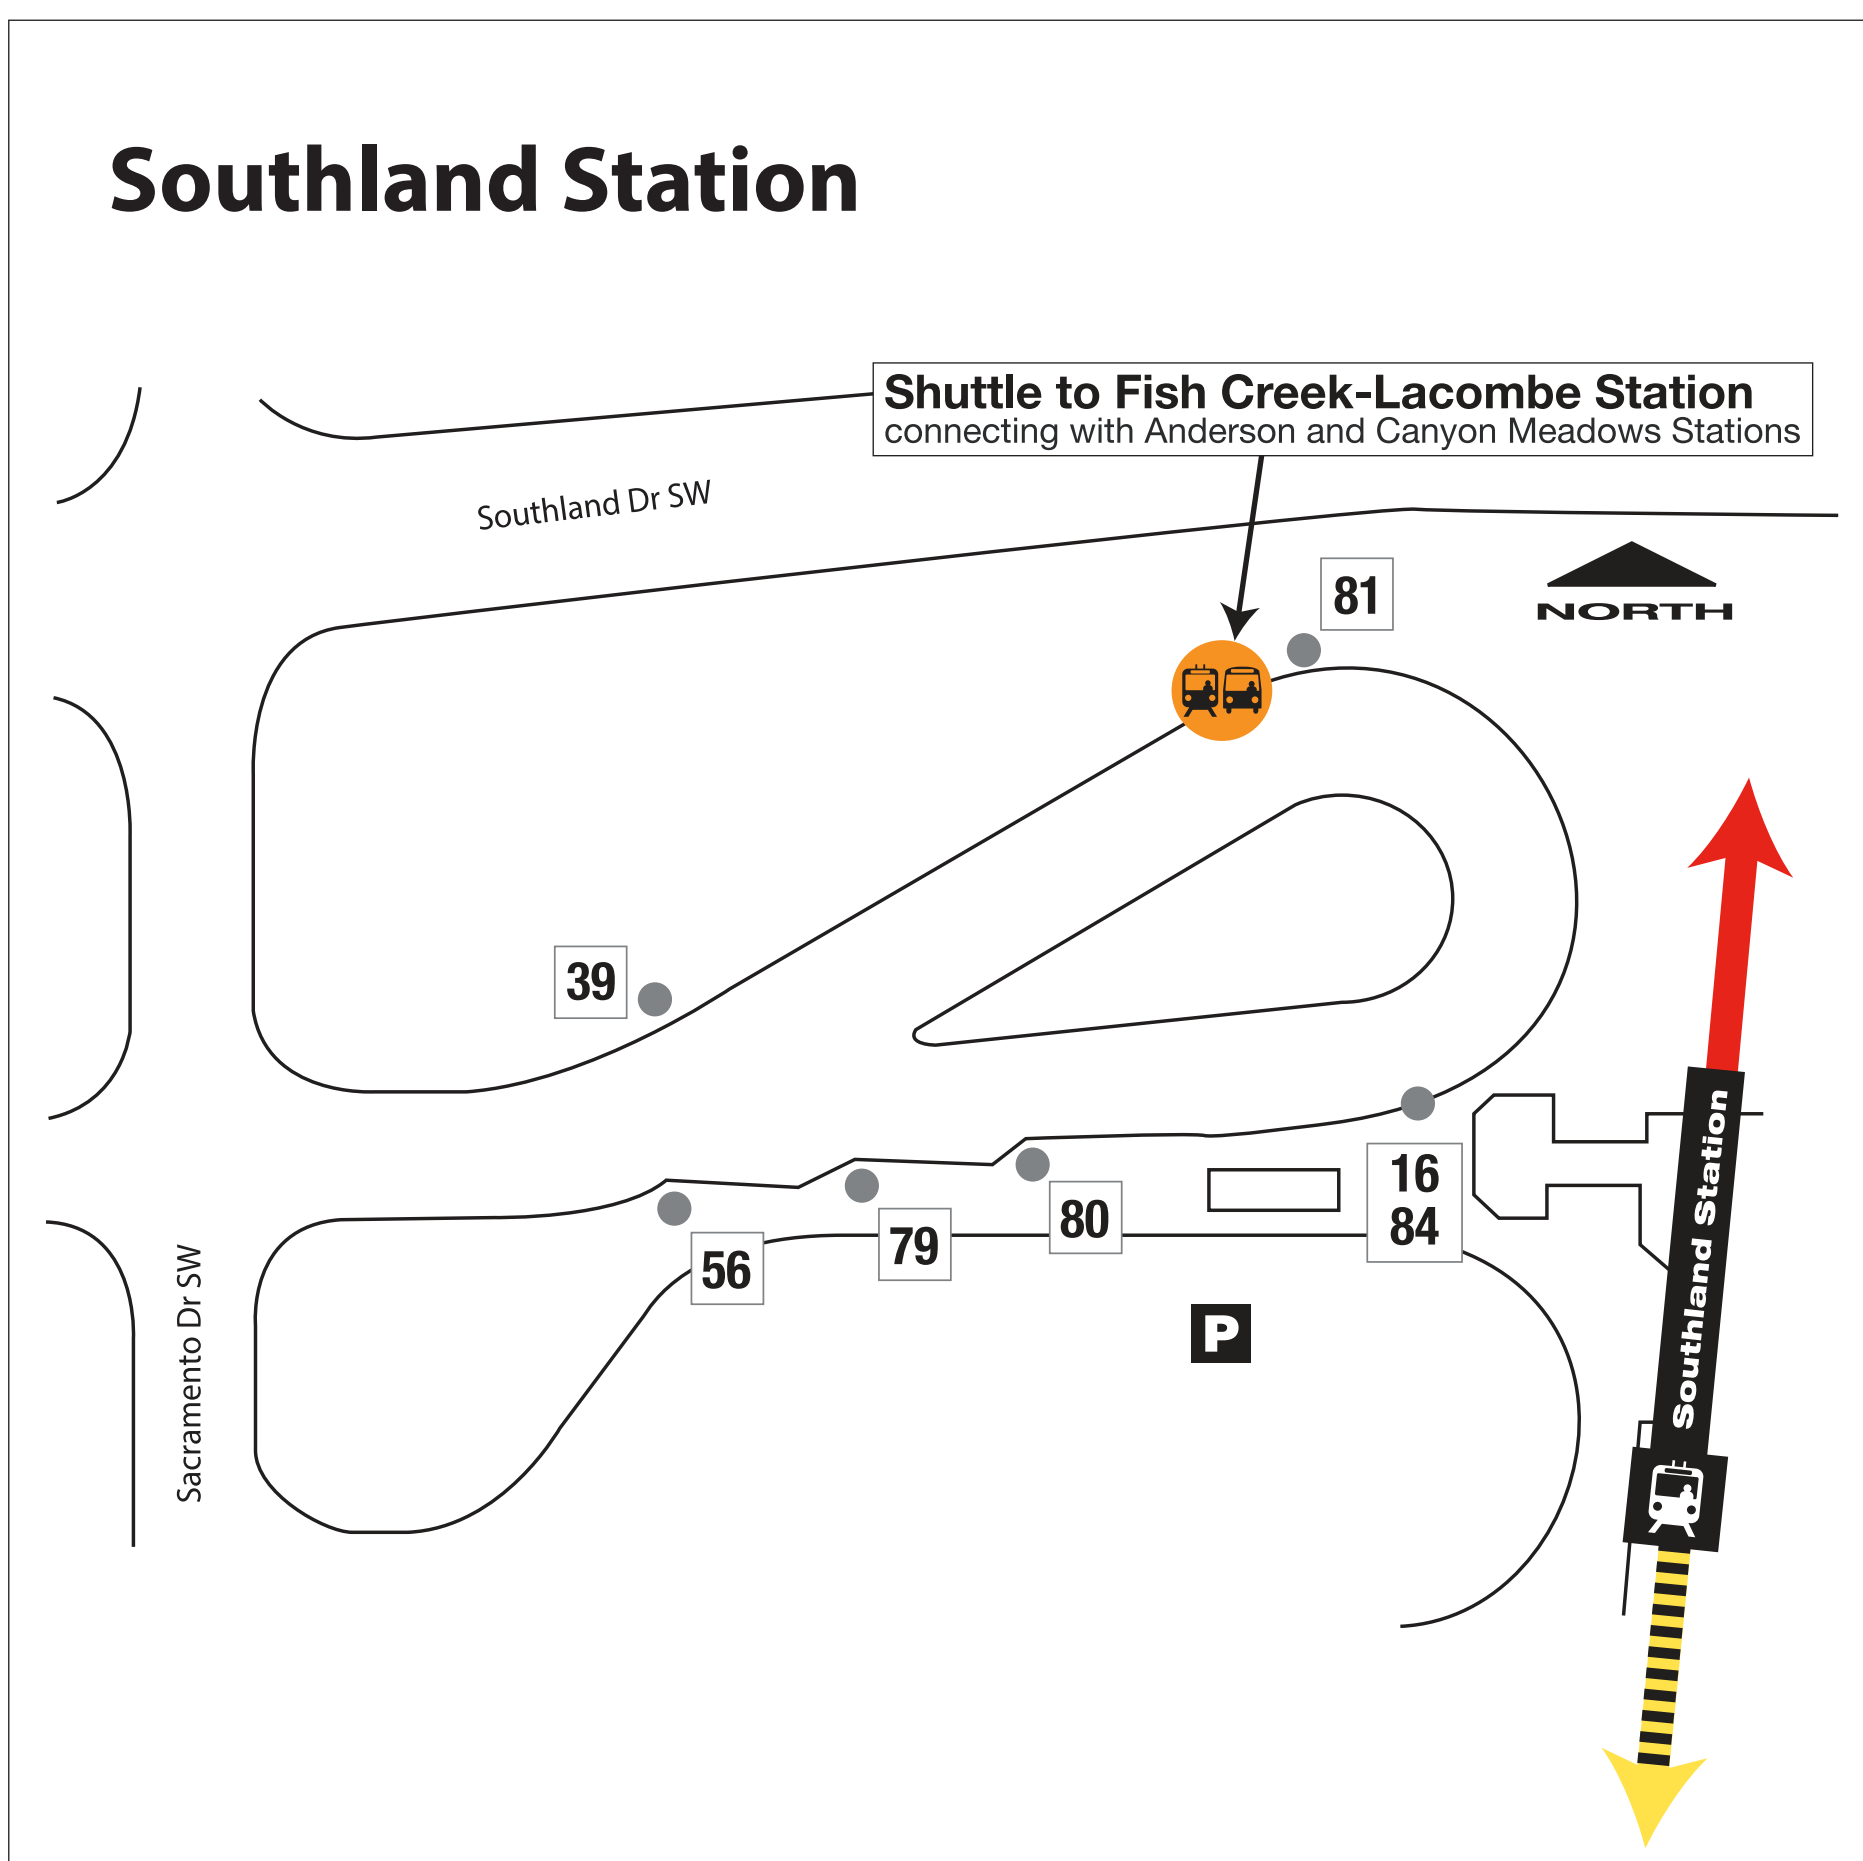 Southland Station
Shuttle to Fish Creek-Lacombe Station
connecting with Anderson and Canyon Meadows Stations
Southland Dr SW
81
NORTH
39
16
84
80
79
56
P
Sacramento Dr SW
Southland Station